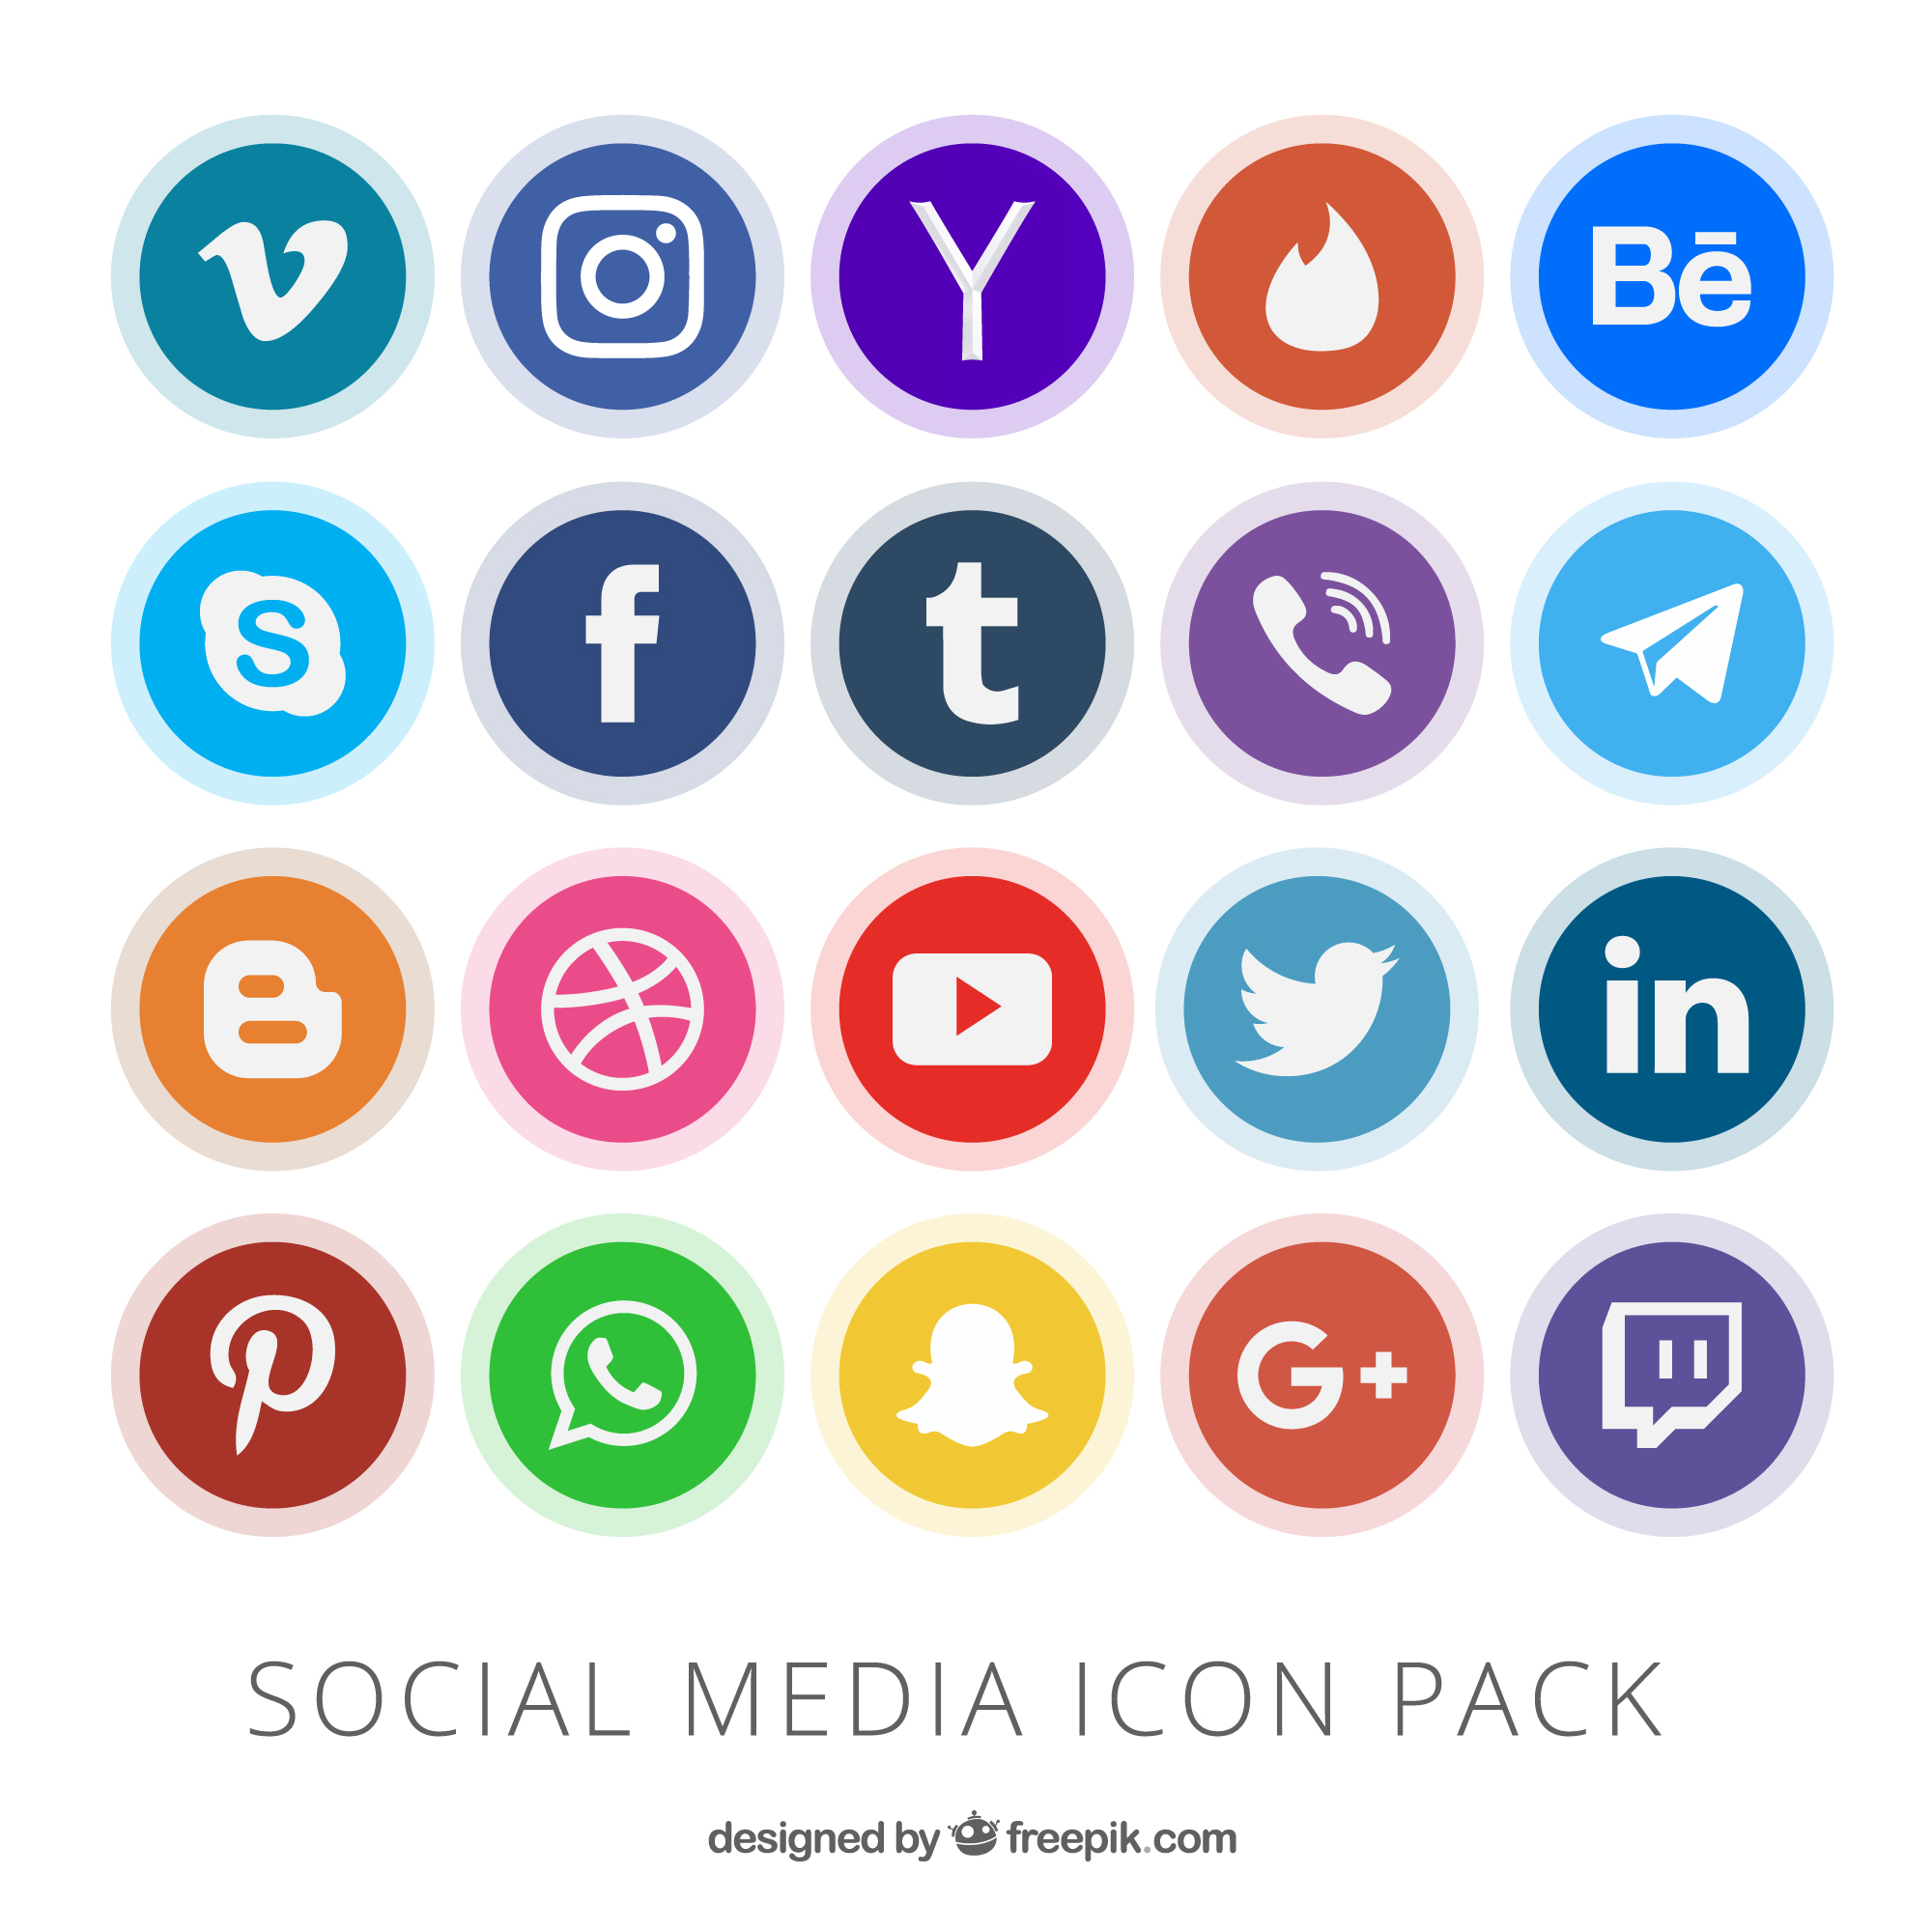 Y
Bē
S
f
t
B
in
G+
SOCIAL MEDIA ICON PACK
designed by freepik.com